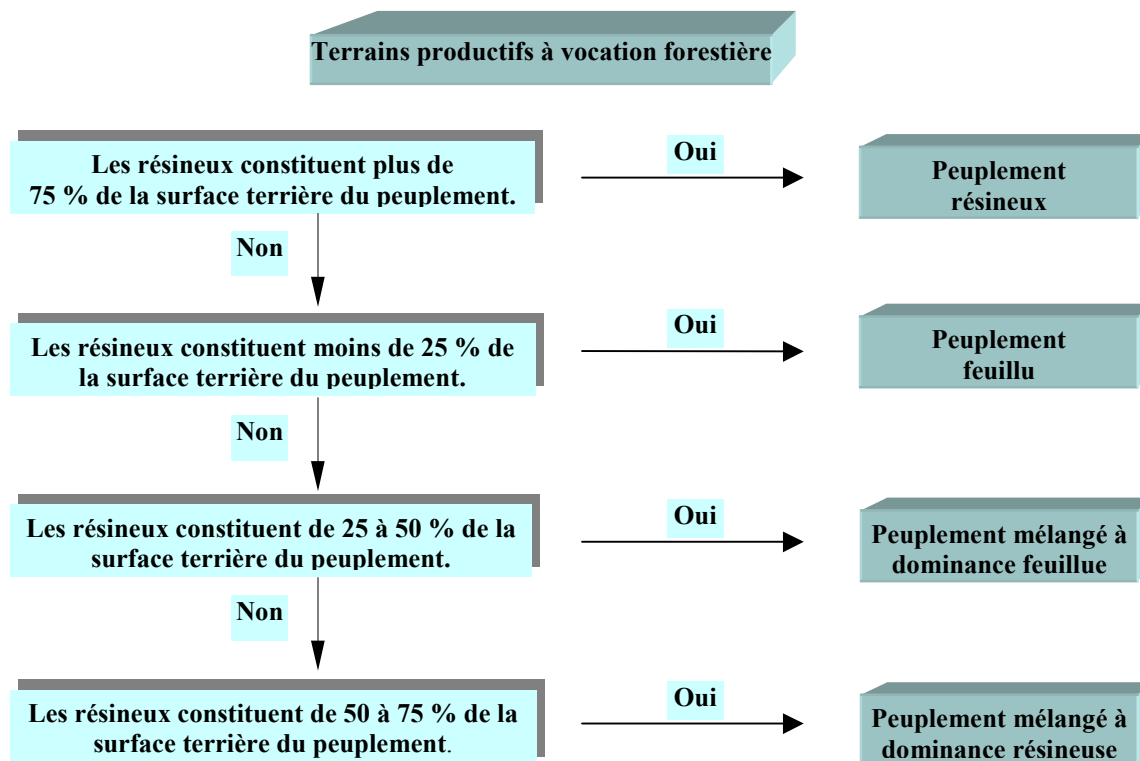 Terrains productifs à vocation forestière
Les résineux constituent plus de
75 % de la surface terrière du peuplement.
Oui
Peuplement
résineux
Non
Les résineux constituent moins de 25 % de
la surface terrière du peuplement.
Oui
Peuplement
feuillu
Non
Les résineux constituent de 25 à 50 % de la
surface terrière du peuplement.
Oui
Peuplement mélangé à
dominance feuillue
Non
Les résineux constituent de 50 à 75 % de la
surface terrière du peuplement.
Oui
Peuplement mélangé à
dominance résineuse